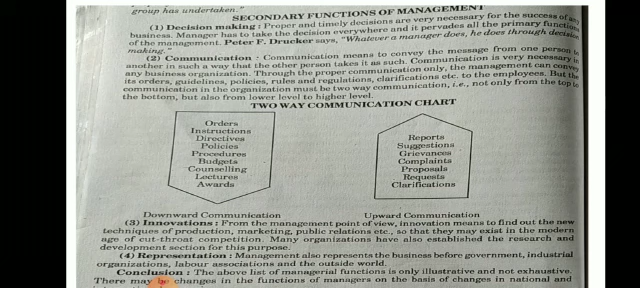 group has undertaken."
SECONDARY FUNCTIONS OF MANAGEMENT
(1) Decision making : Proper and timely decisions are very necessary for the success of any
business. Manager has to take the decision everywhere and it pervades all the primary functions
of the management. Peter F. Drucker says, "Whatever a manager does, he does through decision
making."
(2) Communication : Communication means to convey the message from one person to
another in such a way that the other person takes it as such. Communication is very necessary in
any business organization. Through the proper communication only, the management can convey
its orders, guidelines, policies, rules and regulations, clarifications etc. to the employees. But the
communication in the organization must be two way communication, i.e., not only from the top to
the bottom, but also from lower level to higher level.
TWO WAY COMMUNICATION CHART
Orders
Instructions
Directives
Policies
Procedures
Budgets
Counselling
Lectures
Awards
Reports
Suggestions
Grievances
Complaints
Proposals
Requests
Clarifications
Downward Communication
Upward Communication
(3) Innovations : From the management point of view, innovation means to find out the new
techniques of production, marketing, public relations etc., so that they may exist in the modern
age of cut-throat competition. Many organizations have also established the research and
development section for this purpose.
(4) Representation : Management also represents the business before government, industrial
organizations, labour associations and the outside world.
Conclusion : The above list of managerial functions is only illustrative and not exhaustive.
There may be changes in the functions of managers on the basis of changes in national and